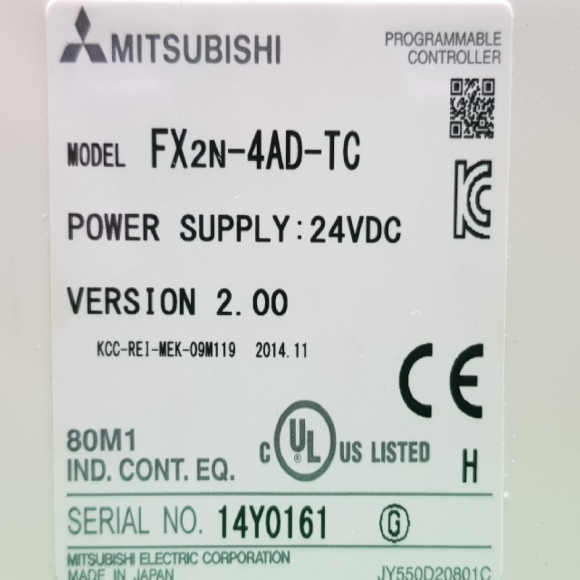 MITSUBISHI
PROGRAMMABLE
CONTROLLER
MODEL FX2N-4AD-TC
POWER SUPPLY:24VDC
VERSION 2.00
KCC-REI-MEK-09M119 2014.11
CE
80M1
IND. CONT. EQ.
C UL US LISTED
®
H
SERIAL NO. 14Y0161 G
MITSUBISHI ELECTRIC CORPORATION
MADE IN JAPAN JY550D20801C